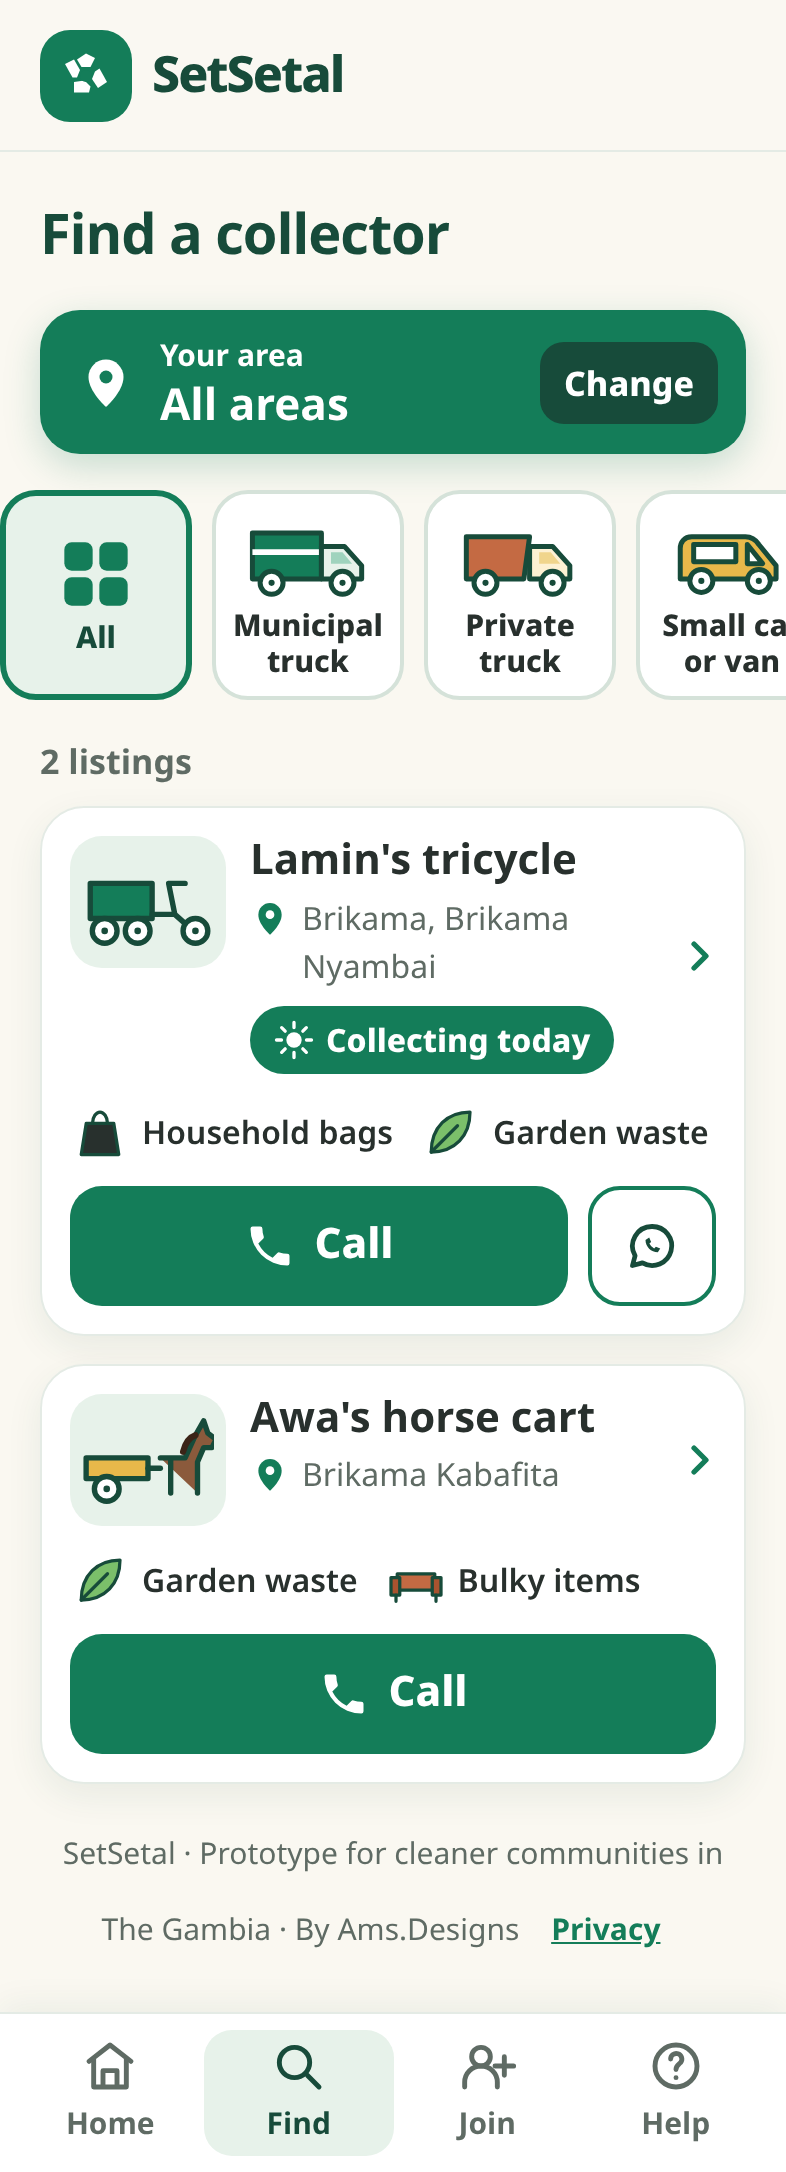 SetSetal
Find a collector
Your area
All areas
Change
All
Municipal
truck
Private
truck
Small ca
or van
2 listings
Lamin's tricycle
Brikama, Brikama
Nyambai
Collecting today
Household bags
Garden waste
Call
Awa's horse cart
Brikama Kabafita
Garden waste
Bulky items
Call
SetSetal · Prototype for cleaner communities in
The Gambia · By Ams.Designs Privacy
Home
Find
Join
Help